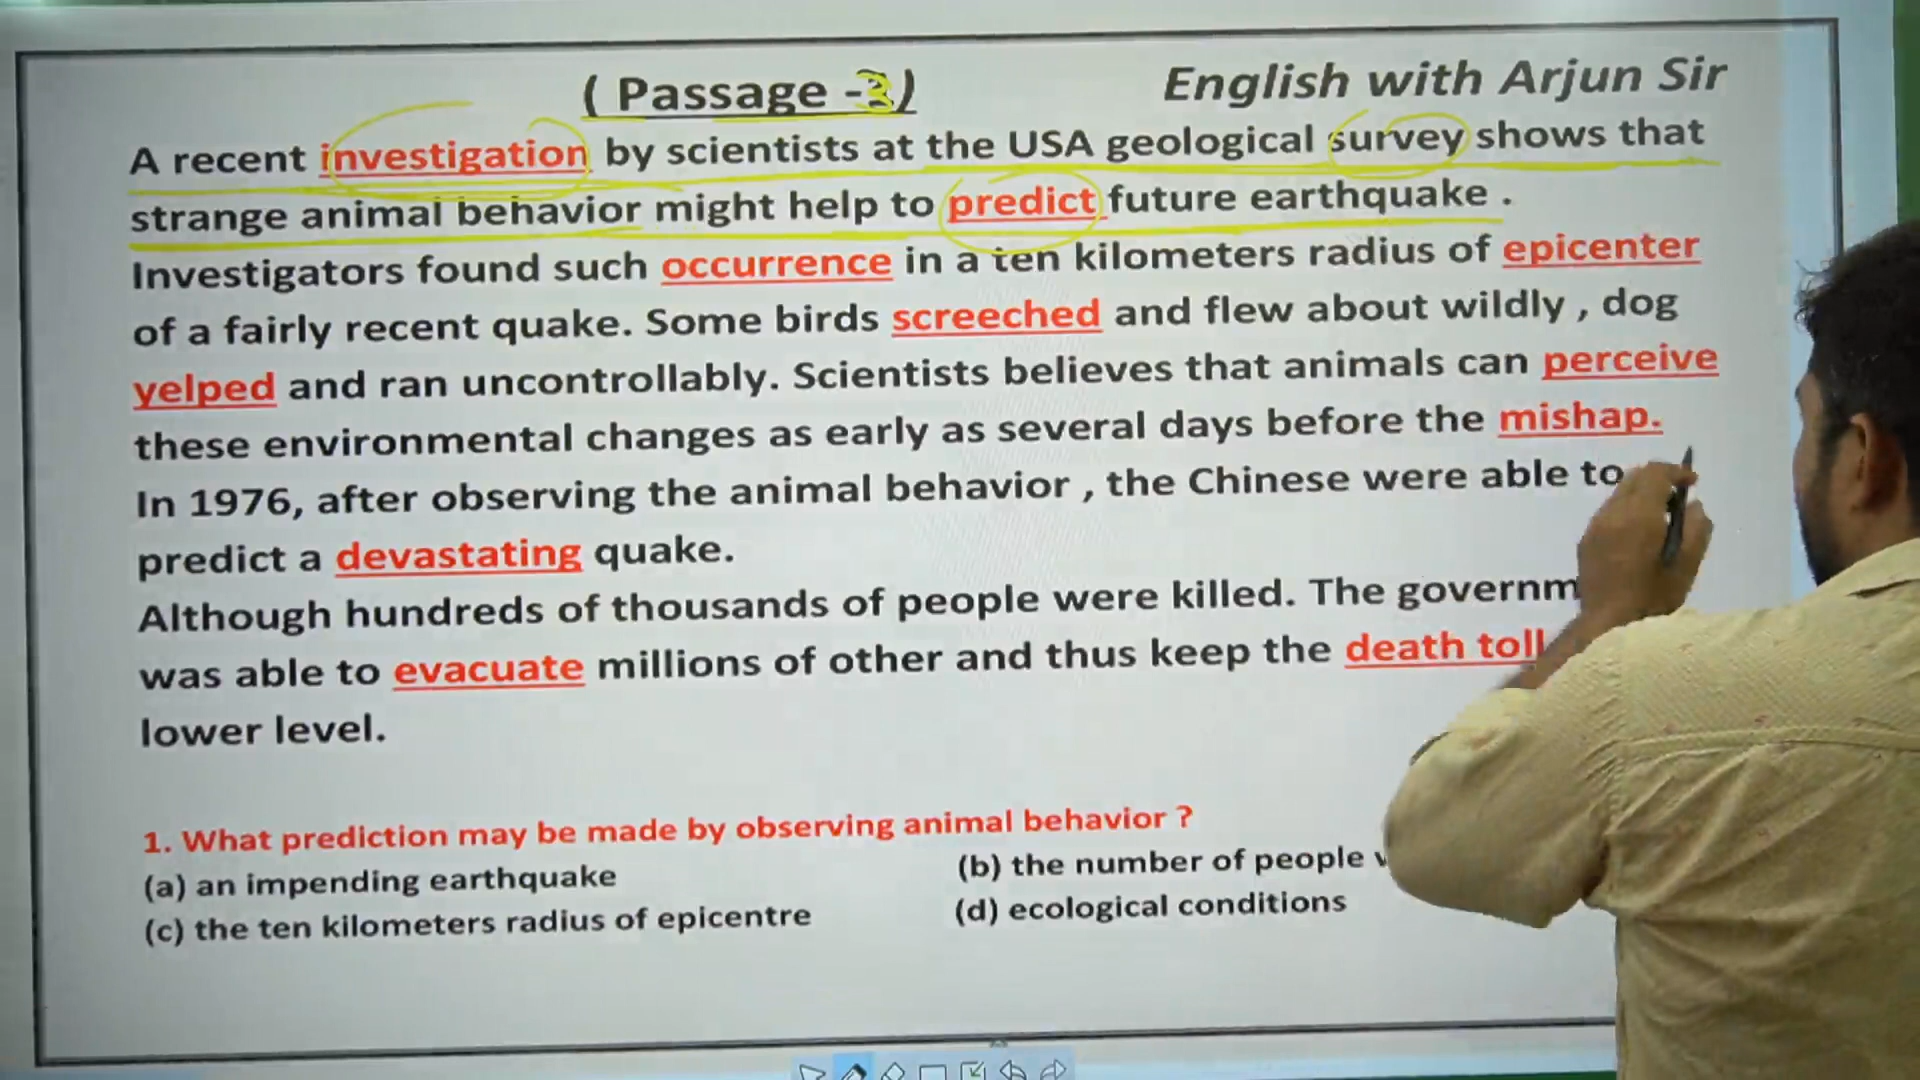 ( Passage -3)
English with Arjun Sir
A recent investigation by scientists at the USA geological survey shows that
strange animal behavior might help to predict future earthquake .
Investigators found such occurrence in a ten kilometers radius of epicenter
of a fairly recent quake. Some birds screeched and flew about wildly , dog
yelped and ran uncontrollably. Scientists believes that animals can perceive
these environmental changes as early as several days before the mishap.
In 1976, after observing the animal behavior , the Chinese were able to
predict a devastating quake.
Although hundreds of thousands of people were killed. The
was able to evacuate millions of other and thus keep the death toll
lower level.
1. What prediction may be made by observing animal behavior ?
(a) an impending earthquake
(b) the number of people
(c) the ten kilometers radius of epicentre
(d) ecological conditions